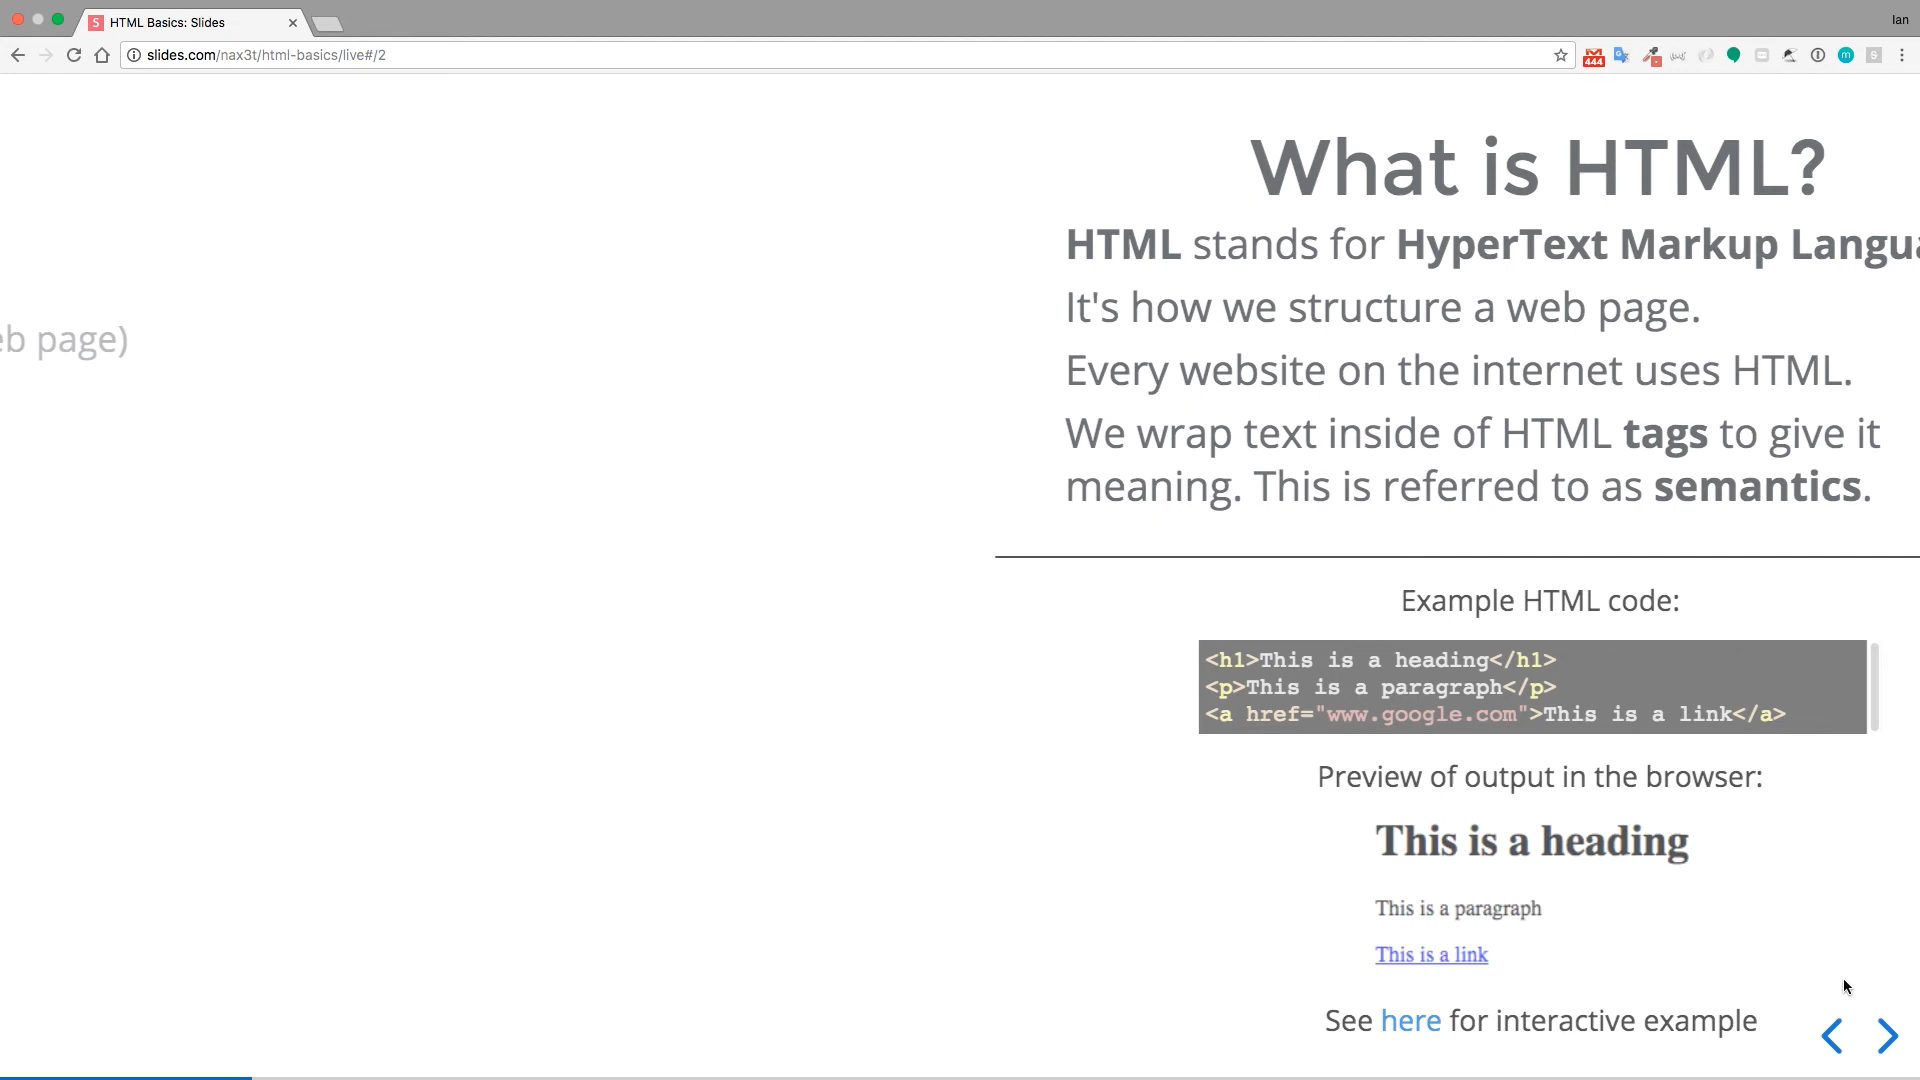 HTML Basics: Slides
Ian
slides.com/nax3t/html-basics/live#/2
444
What is HTML?
HTML stands for HyperText Markup Langua
It's how we structure a web page.
eb page)
Every website on the internet uses HTML.
We wrap text inside of HTML tags to give it
meaning. This is referred to as semantics.
Example HTML code:
<h1>This is a heading</h1>
<p>This is a paragraph</p>
<a href="www.google.com">This is a link</a>
Preview of output in the browser:
This is a heading
This is a paragraph
This is a link
See here for interactive example